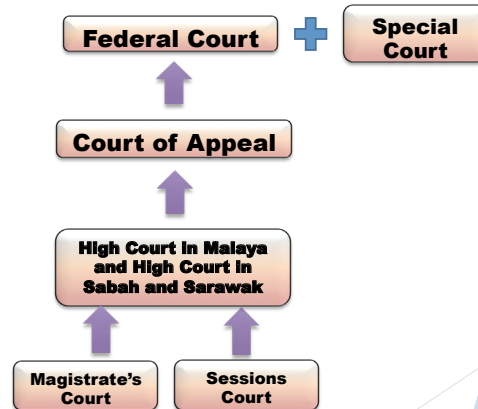 Federal Court
Special
Court
Court of Appeal
High Court in Malaya
and High Court in
Sabah and Sarawak
Magistrate's
Court
Sessions
Court